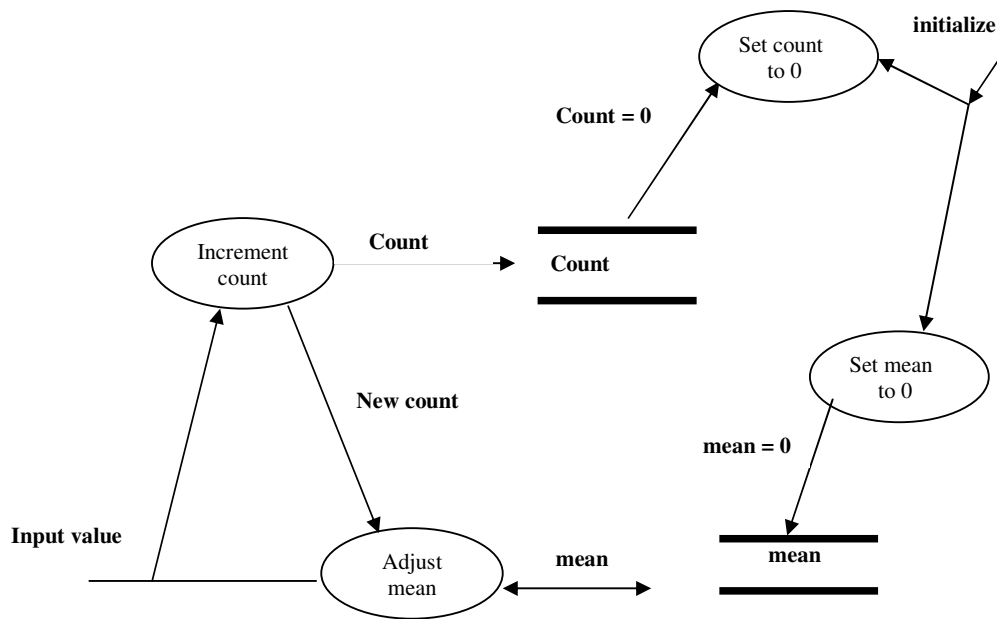 initialize
Set count
to 0
Count = 0
Count
Increment
count
Count
Set mean
to 0
New count
mean = 0
Input value
Adjust
mean
mean
mean